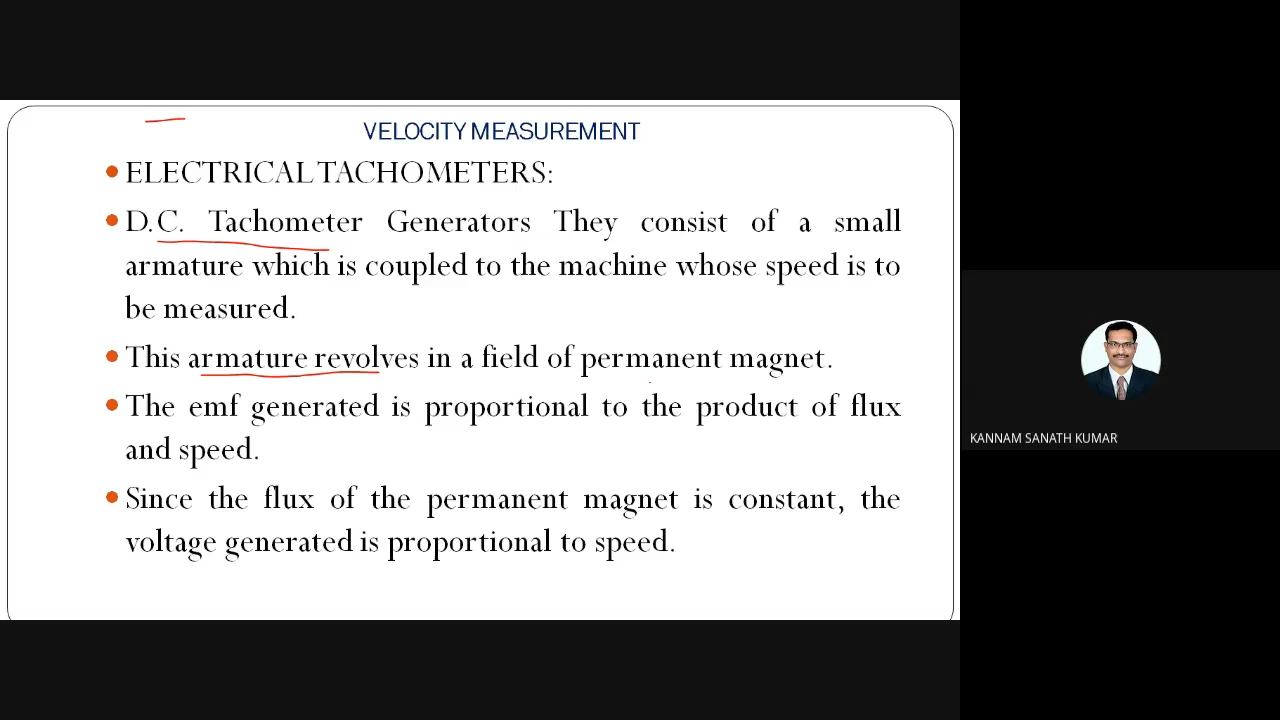 VELOCITY MEASUREMENT
ELECTRICAL TACHOMETERS:
D.C. Tachometer Generators They consist of a small
armature which is coupled to the machine whose speed is to
be measured.
This armature revolves in a field of permanent magnet.
The emf generated is proportional to the product of flux
and speed.
Since the flux of the permanent magnet is constant, the
voltage generated is proportional to speed.
KANNAM SANATH KUMAR